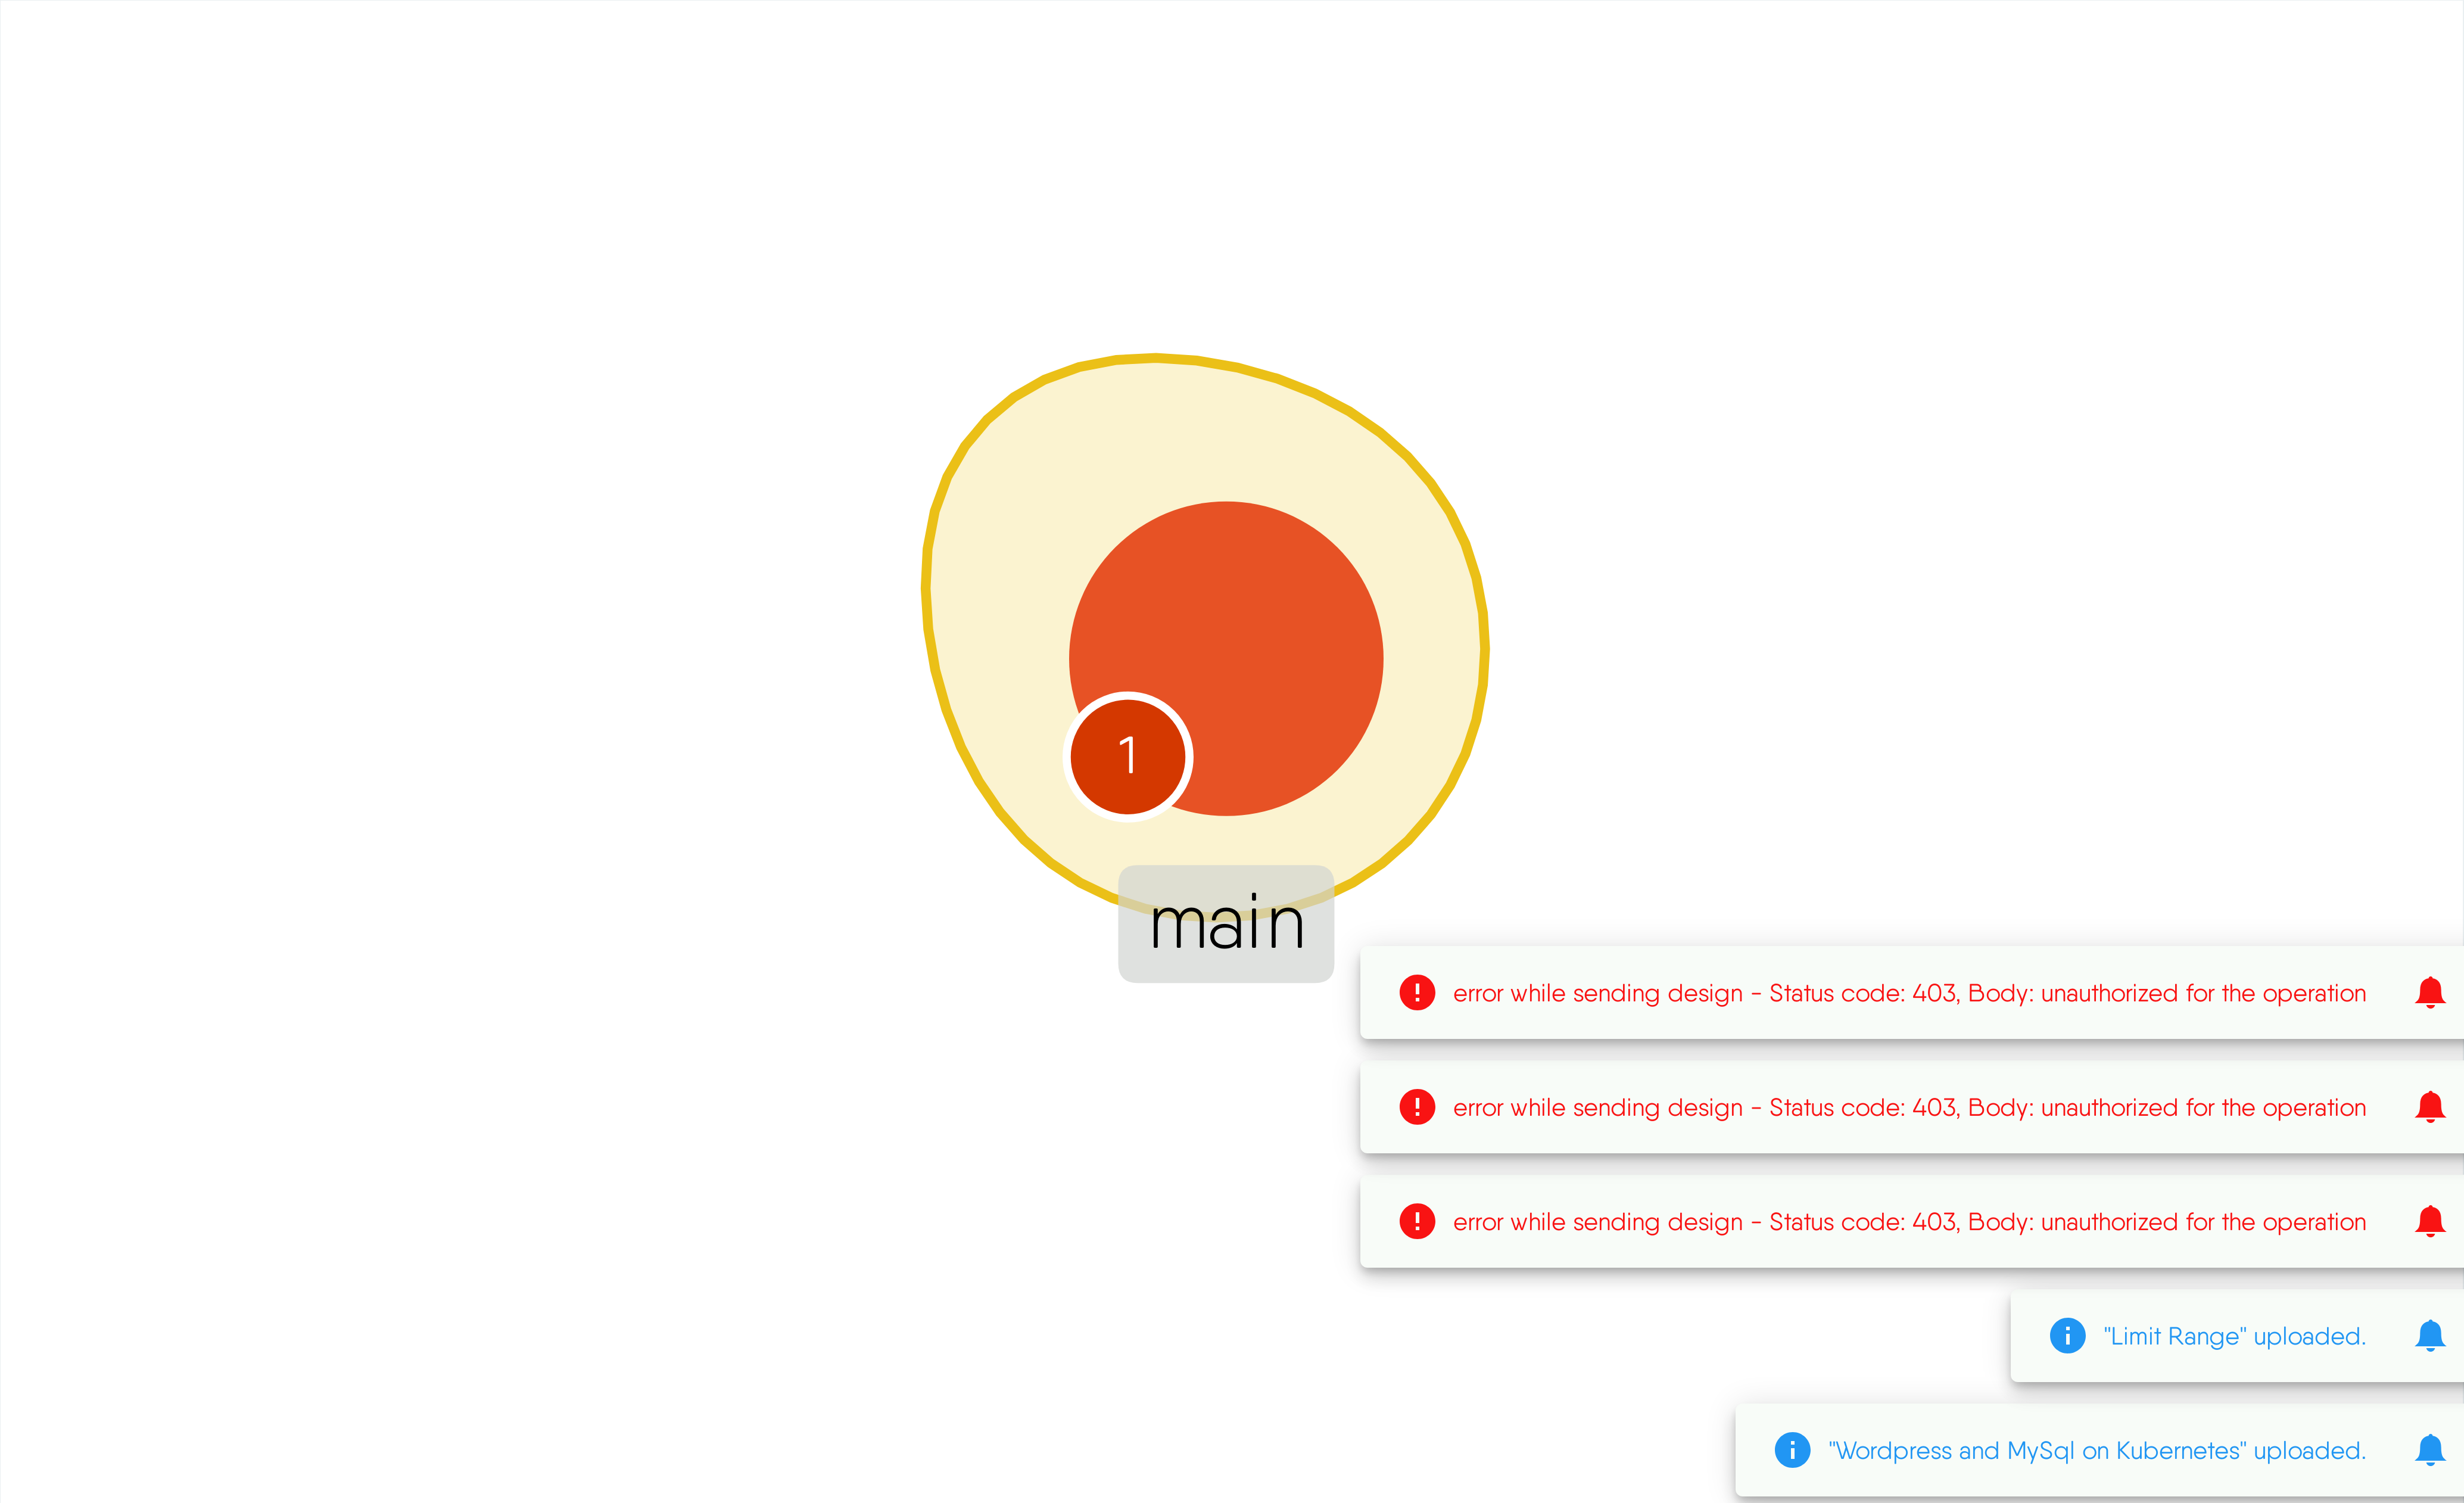 1
main
error while sending design - Status code: 403, Body: unauthorized for the operation
error while sending design - Status code: 403, Body: unauthorized for the operation
error while sending design - Status code: 403, Body: unauthorized for the operation
"Limit Range" uploaded.
"Wordpress and MySql on Kubernetes" uploaded.